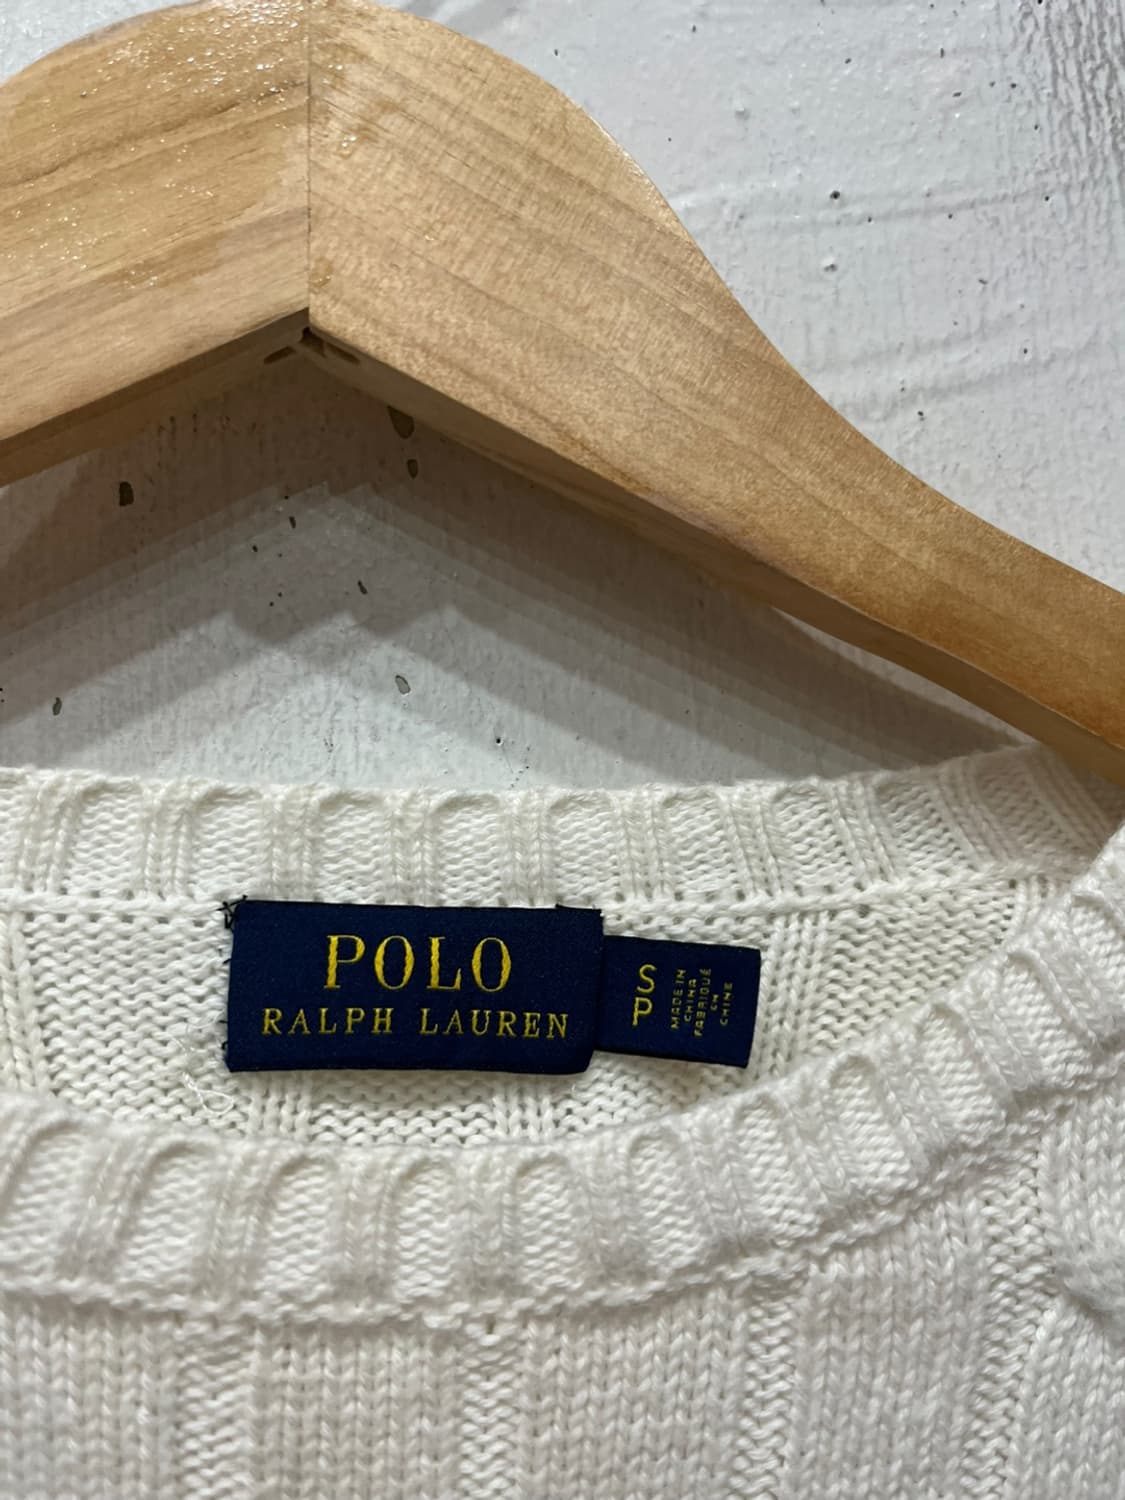 POLO
RALPH LAUREN
S
P
MADE IN
CHINA
FABRIQUÉ
EN
CHINE